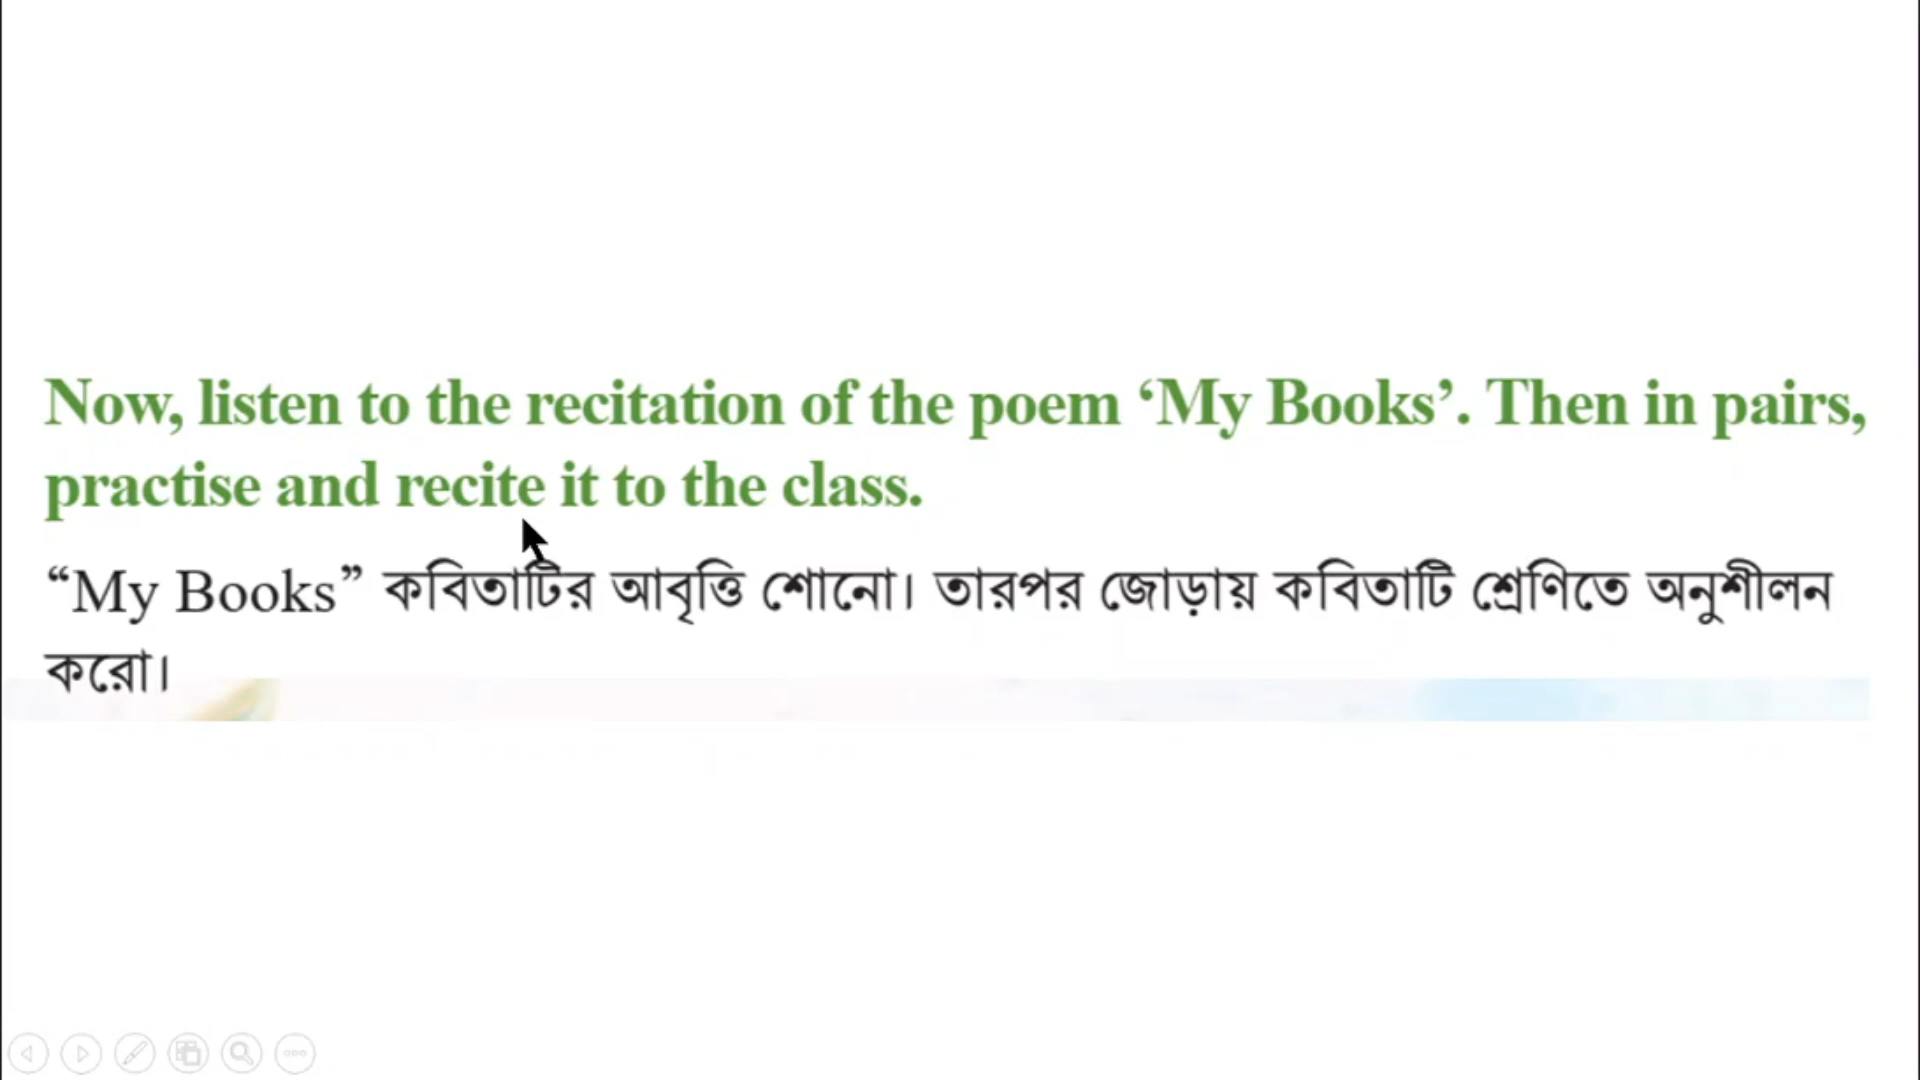 Now, listen to the recitation of the poem ‘My Books’. Then in pairs,
practise and recite it to the class.
“My Books” কবিতাটির আবৃত্তি শোনো। তারপর জোড়ায় কবিতাটি শ্রেণিতে অনুশীলন
করো।